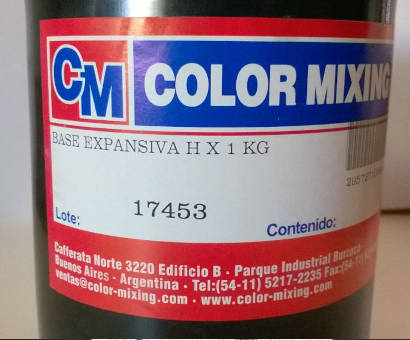 CM COLOR MIXING
BASE EXPANSIVA H X 1 KG
Lote: 17453
Contenido:
Cafferata Norte 3220 Edificio B - Parque Industrial Burzaco
Buenos Aires - Argentina - Tel:(54-11) 5217-2235 Fax:(54-11)
ventas@color-mixing.com - www.color-mixing.com